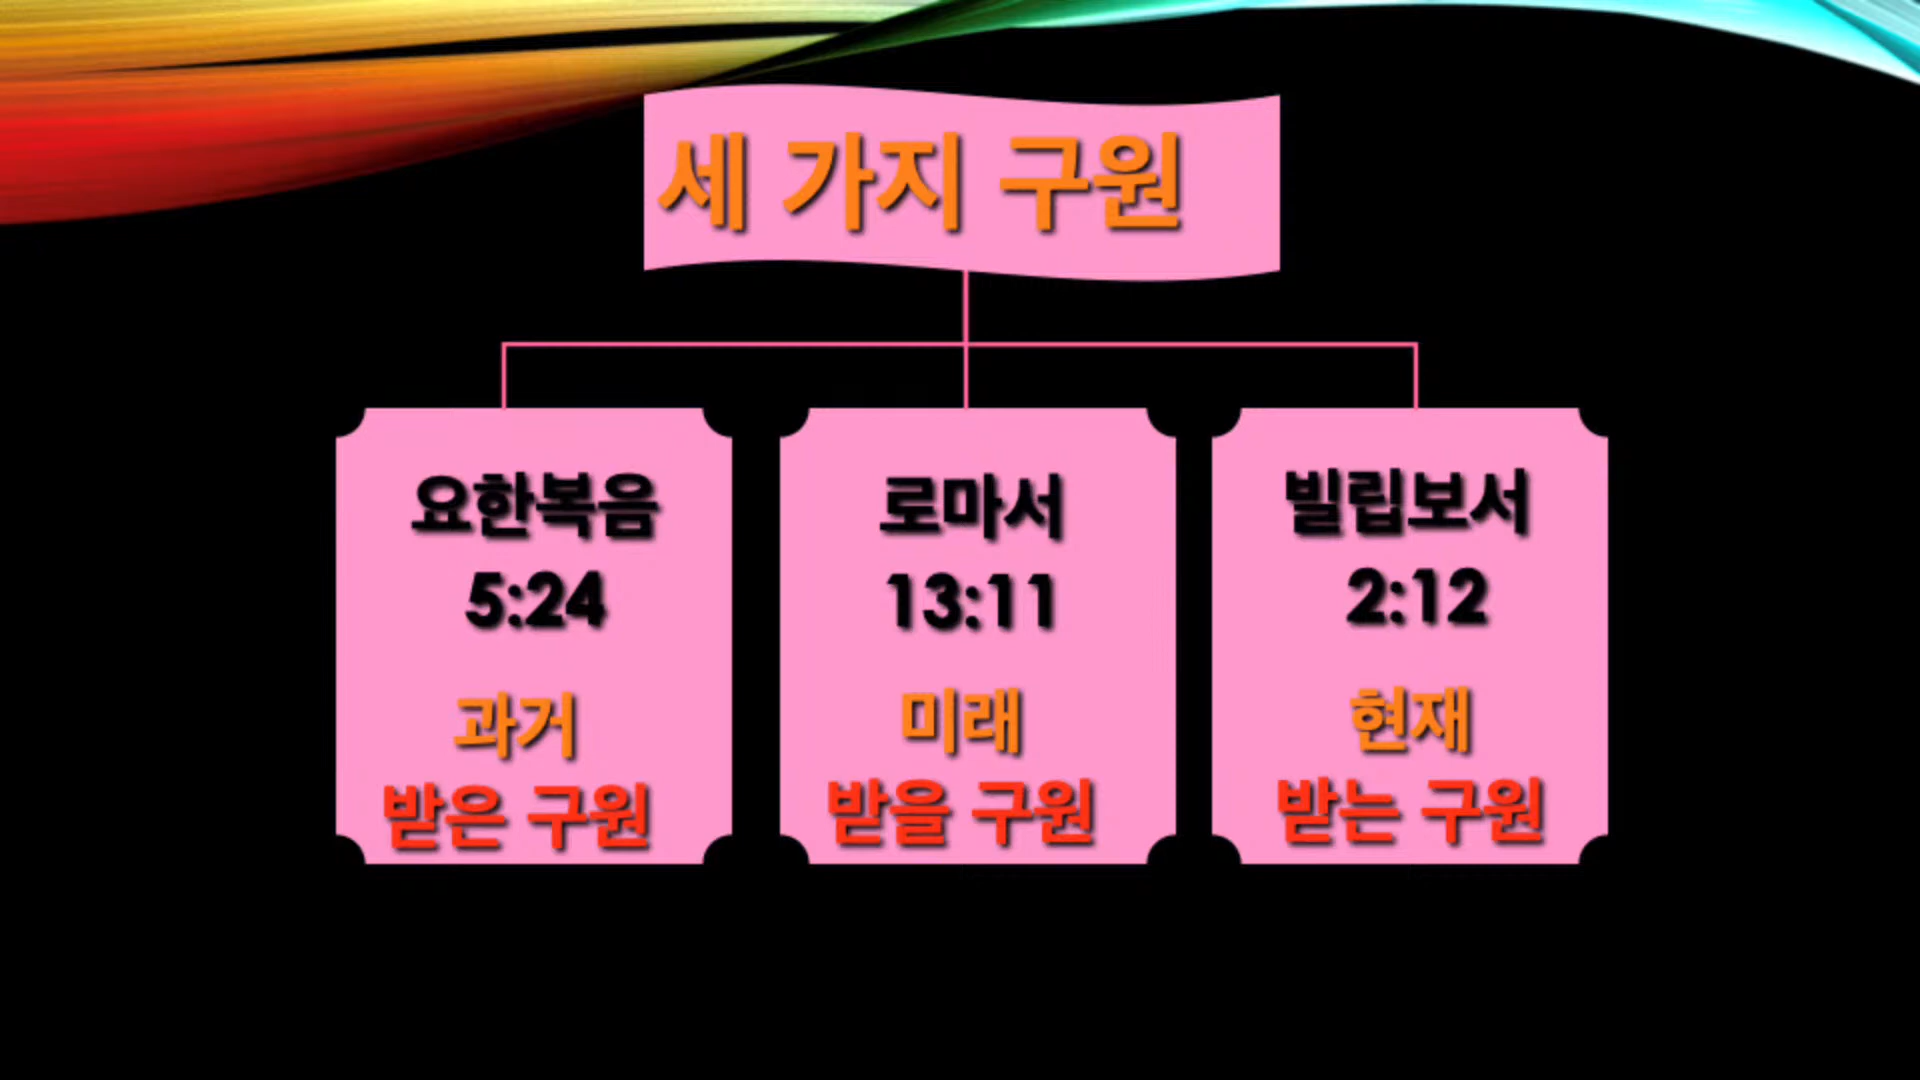 세 가지 구원
요한복음
5:24
과거
받은 구원
로마서
13:11
미래
받을 구원
빌립보서
2:12
현재
받는 구원